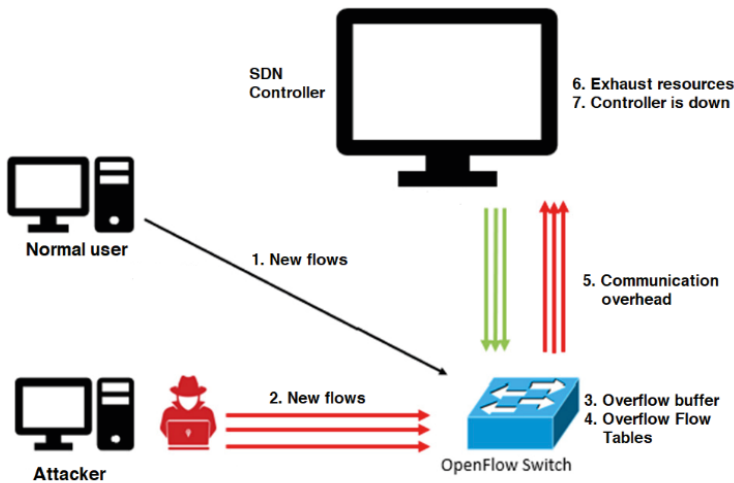 SDN
Controller
6. Exhaust resources
7. Controller is down
Normal user
1. New flows
5. Communication
overhead
2. New flows
3. Overflow buffer
4. Overflow Flow
Tables
OpenFlow Switch
Attacker